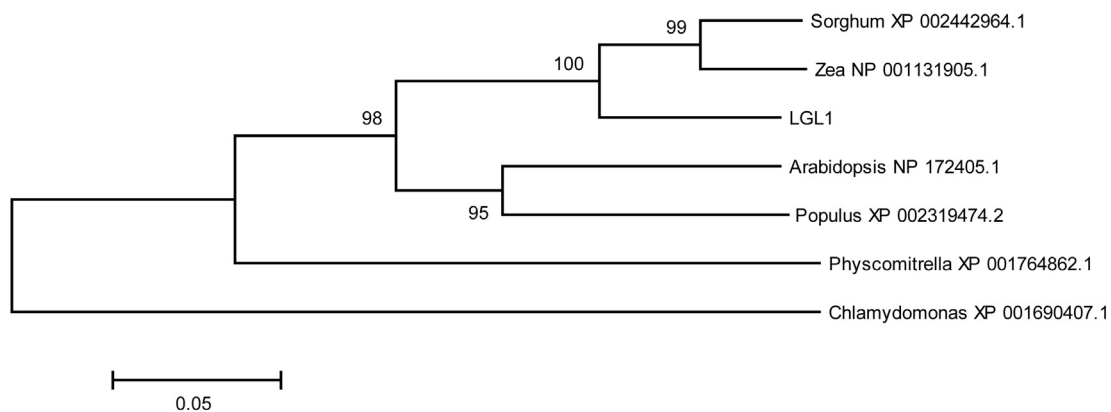 99
Sorghum XP 002442964.1
Zea NP 001131905.1
100
LGL1
98
Arabidopsis NP 172405.1
95
Populus XP 002319474.2
Physcomitrella XP 001764862.1
Chlamydomonas XP 001690407.1
0.05